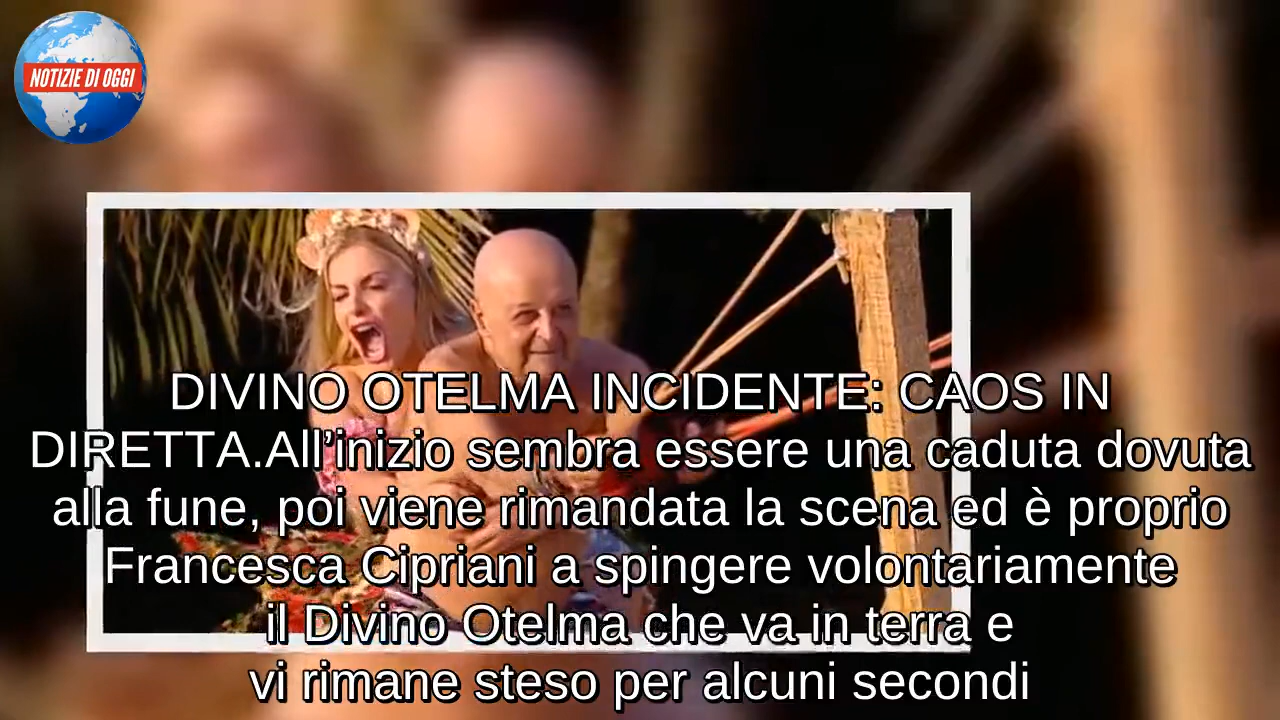 NOTIZIE DI OGGI
DIVINO OTELMA INCIDENTE: CAOS IN
DIRETTA.All’inizio sembra essere una caduta dovuta
alla fune, poi viene rimandata la scena ed è proprio
Francesca Cipriani a spingere volontariamente
il Divino Otelma che va in terra e
vi rimane steso per alcuni secondi